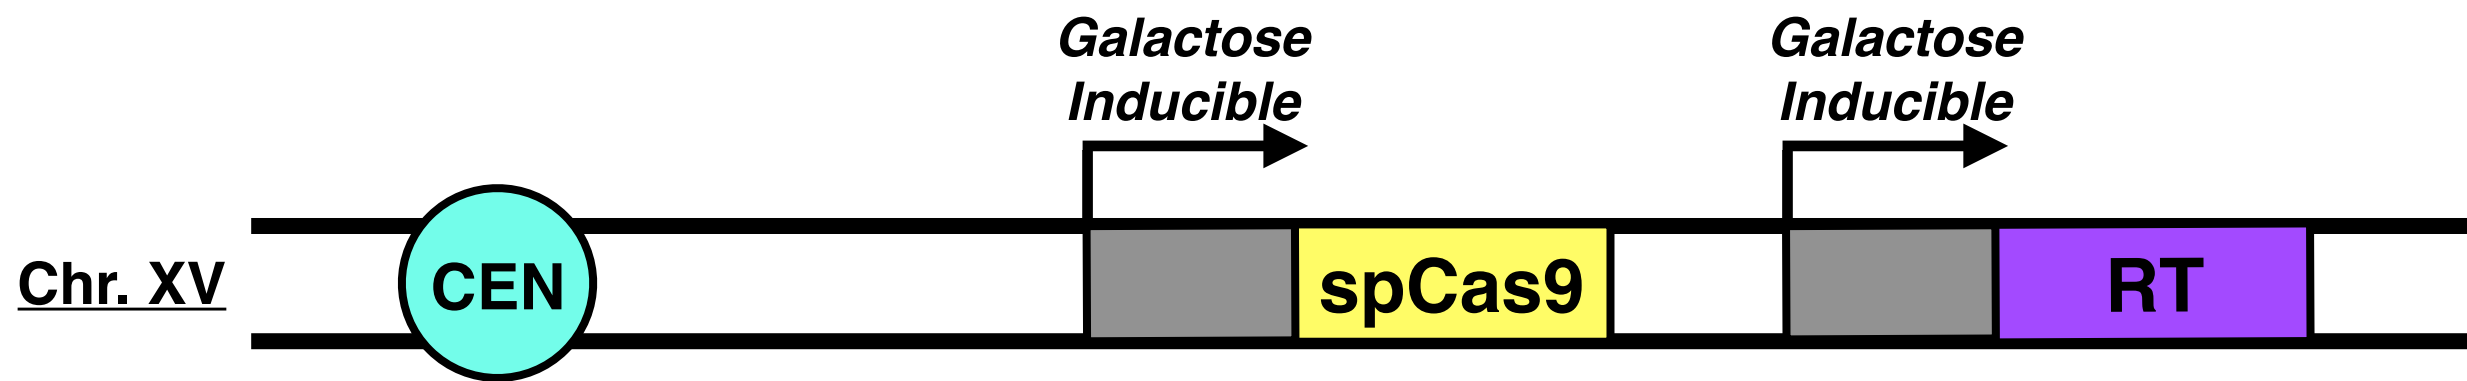 Galactose
Inducible
Galactose
Inducible
Chr. XV
CEN
spCas9
RT